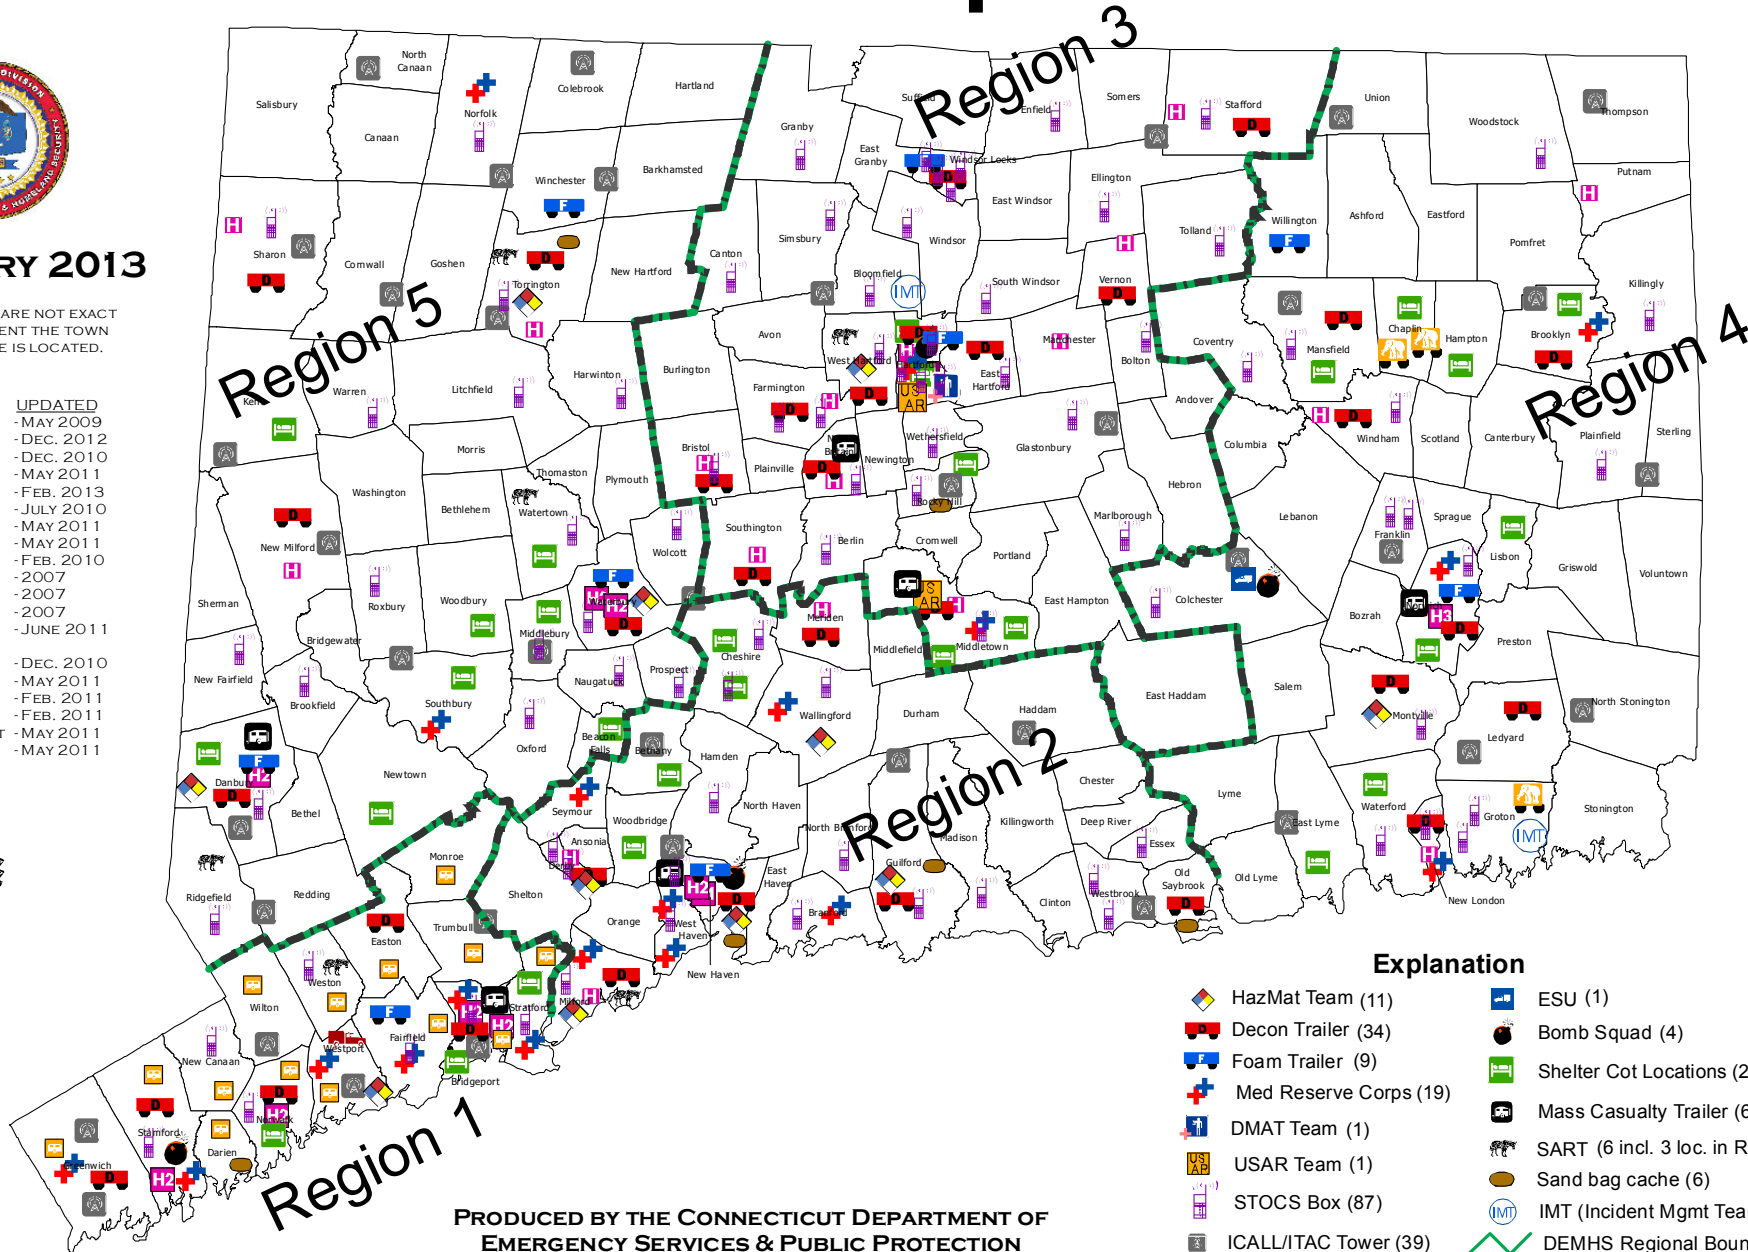 RY 2013
ARE NOT EXACT
ENT THE TOWN
E IS LOCATED.
UPDATED
-MAY 2009
-DEC. 2012
-DEC. 2010
-MAY 2011
-FEB. 2013
-JULY 2010
-MAY 2011
-MAY 2011
-FEB. 2010
-2007
-2007
-2007
-JUNE 2011
-DEC. 2010
-MAY 2011
-FEB. 2011
-FEB. 2011
T -MAY 2011
-MAY 2011
Region 3
Region 5
Region 4
Region 2
Region 1
North Canaan
Colebrook
Hartland
Salisbury
Norfolk
Canaan
Granby
Suffield
Enfield
Somers
Stafford
Union
Woodstock
Thompson
East Granby
Windsor Locks
Winchester
Barkhamsted
Putnam
Ellington
East Windsor
Willington
Ashford
Eastford
Pomfret
Tolland
Simsbury
Windsor
Sharon
Cornwall
Goshen
New Hartford
Canton
Torrington
Bloomfield
South Windsor
Vernon
Killingly
Avon
West Hartford
Hartford
East Hartford
Manchester
Bolton
Coventry
Mansfield
Chaplin
Hampton
Brooklyn
Kent
Warren
Litchfield
Harwinton
Burlington
Farmington
Andover
Morris
Bristol
Plainville
New Britain
Newington
Wethersfield
Glastonbury
Columbia
Windham
Scotland
Canterbury
Plainfield
Sterling
Washington
Bethlehem
Thomaston
Watertown
Plymouth
Rocky Hill
Hebron
Marlborough
Lebanon
Franklin
Sprague
Lisbon
Griswold
Voluntown
New Milford
Wolcott
Southington
Berlin
Cromwell
Portland
Sherman
Roxbury
Woodbury
Waterbury
Middlebury
Meriden
East Hampton
Colchester
Bozrah
Norwich
Preston
Bridgewater
New Fairfield
Brookfield
Southbury
Naugatuck
Prospect
Cheshire
Middlefield
Middletown
Wallingford
Durham
Haddam
East Haddam
Salem
Montville
Ledyard
North Stonington
Oxford
Beacon Falls
Bethany
Hamden
Danbury
Newtown
Bethel
Seymour
Woodbridge
North Haven
Chester
Lyme
Waterford
Groton
Stonington
Monroe
Ansonia
Derby
North Branford
Madison
Killingworth
Deep River
Essex
East Lyme
Ridgefield
Redding
Shelton
Guilford
East Haven
Old Saybrook
Old Lyme
Westbrook
Clinton
New London
Easton
Trumbull
Orange
West Haven
Branford
New Haven
Wilton
Weston
Milford
Stratford
Fairfield
Westport
New Canaan
Bridgeport
Norwalk
Stamford
Darien
Greenwich
Explanation
HazMat Team (11)
Decon Trailer (34)
Foam Trailer (9)
Med Reserve Corps (19)
DMAT Team (1)
USAR Team (1)
STOCS Box (87)
ICALL/ITAC Tower (39)
ESU (1)
Bomb Squad (4)
Shelter Cot Locations (2
Mass Casualty Trailer (6
SART (6 incl. 3 loc. in R
Sand bag cache (6)
IMT (Incident Mgmt Tea
DEMHS Regional Boun
PRODUCED BY THE CONNECTICUT DEPARTMENT OF
EMERGENCY SERVICES & PUBLIC PROTECTION